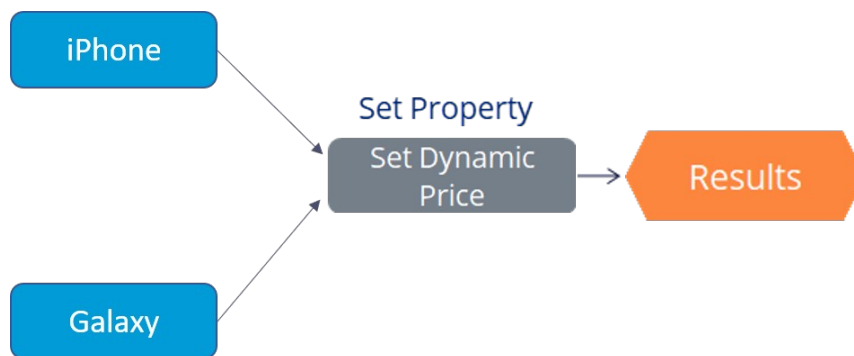 iPhone
Set Property
Set Dynamic
Price
Results
Galaxy